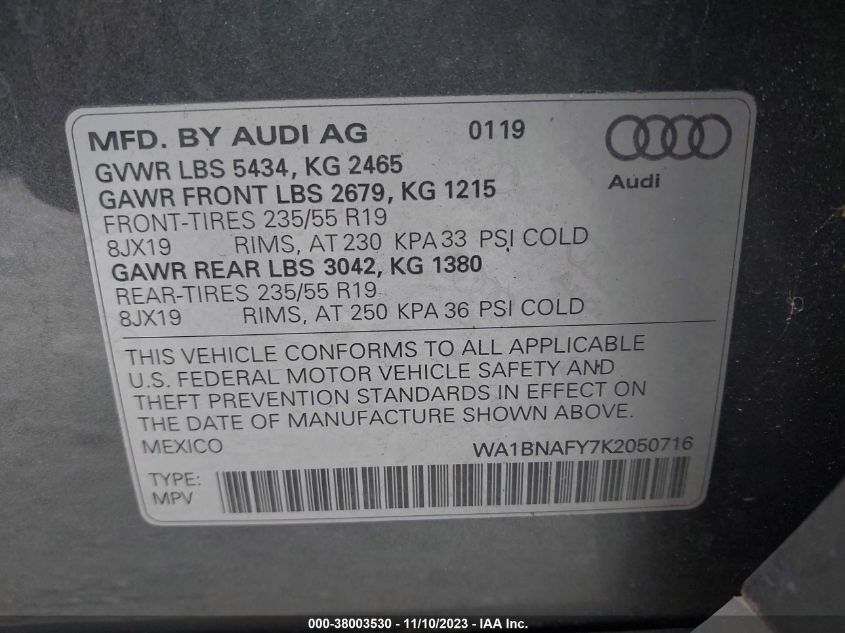 MFD. BY AUDI AG 0119
GVWR LBS 5434, KG 2465
Audi
GAWR FRONT LBS 2679, KG 1215
FRONT-TIRES 235/55 R19
8JX19 RIMS, AT 230 KPA 33 PSI COLD
GAWR REAR LBS 3042, KG 1380
REAR-TIRES 235/55 R19
8JX19 RIMS, AT 250 KPA 36 PSI COLD
THIS VEHICLE CONFORMS TO ALL APPLICABLE
U.S. FEDERAL MOTOR VEHICLE SAFETY AND
THEFT PREVENTION STANDARDS IN EFFECT ON
THE DATE OF MANUFACTURE SHOWN ABOVE.
MEXICO WA1BNAFY7K2050716
TYPE:
MPV
000-38003530 - 11/10/2023 - IAA Inc.